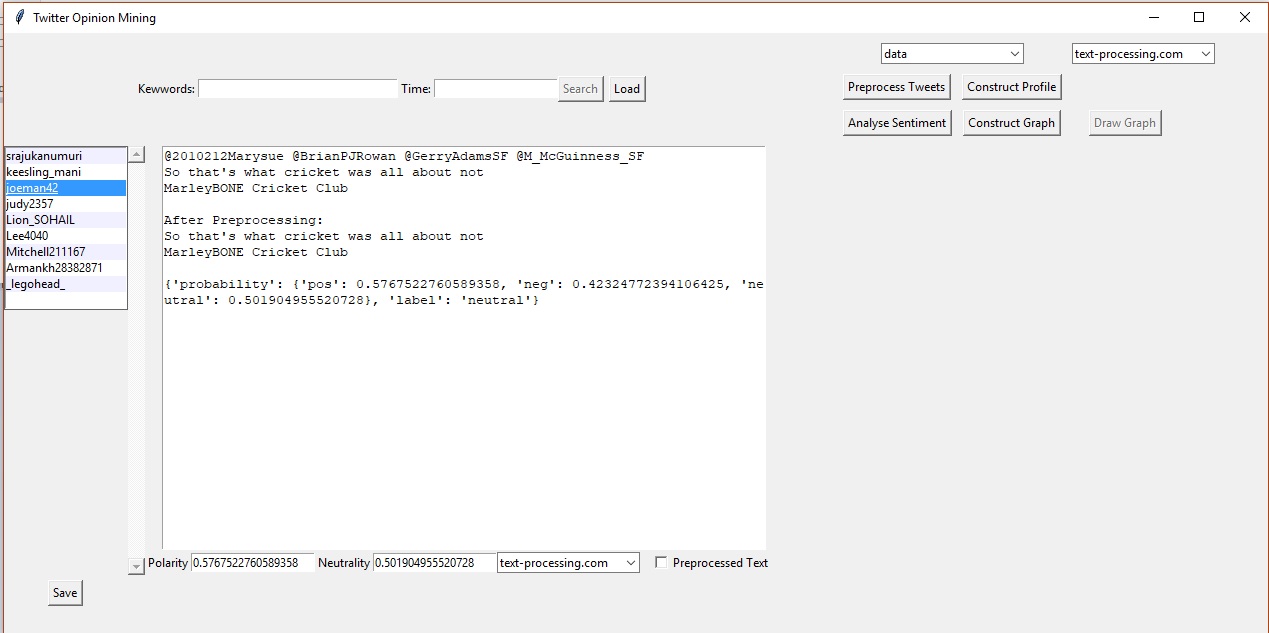 Twitter Opinion Mining
data
text-processing.com
Kewwords:
Time:
Search
Load
Preprocess Tweets
Construct Profile
Analyse Sentiment
Construct Graph
Draw Graph
srajukanumuri
keesling_mani
joeman42
judy2357
Lion_SOHAIL
Lee4040
Mitchell211167
Armankh28382871
_legohead_
@2010212Marysue @BrianPJRowan @GerryAdamsSF @M_McGuinness_SF
So that's what cricket was all about not
MarleyBONE Cricket Club
After Preprocessing:
So that's what cricket was all about not
MarleyBONE Cricket Club
{'probability': {'pos': 0.5767522760589358, 'neg': 0.42324772394106425, 'ne
utral': 0.501904955520728}, 'label': 'neutral'}
Polarity 0.5767522760589358 Neutrality 0.501904955520728 text-processing.com Preprocessed Text
Save